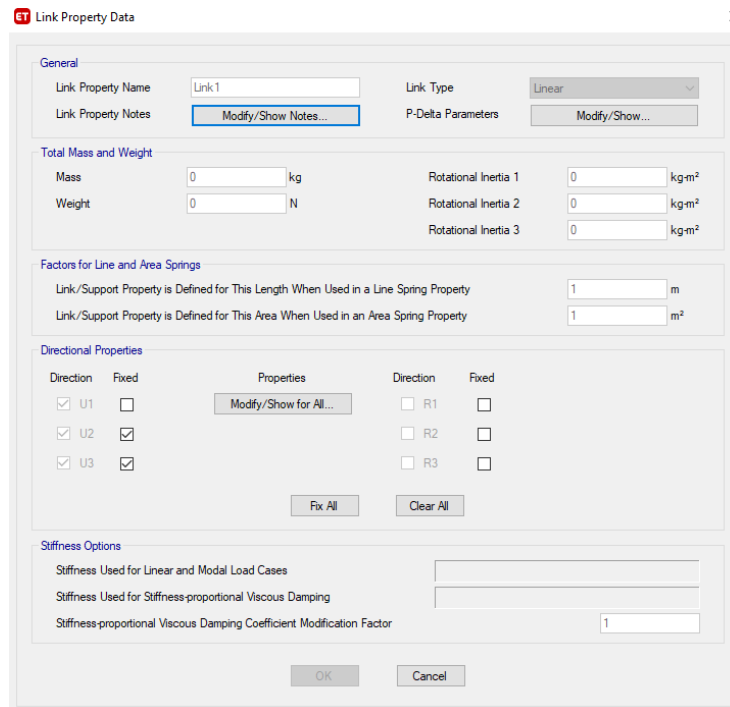 ET Link Property Data
General
Link Property Name Link1 Link Type Linear
Link Property Notes Modify/Show Notes... P-Delta Parameters Modify/Show...
Total Mass and Weight
Mass 0 kg Rotational Inertia 1 0 kg-m²
Weight 0 N Rotational Inertia 2 0 kg-m²
Rotational Inertia 3 0 kg-m²
Factors for Line and Area Springs
Link/Support Property is Defined for This Length When Used in a Line Spring Property 1 m
Link/Support Property is Defined for This Area When Used in an Area Spring Property 1 m²
Directional Properties
Direction Fixed Properties Direction Fixed
U1 Modify/Show for All... R1
U2 R2
U3 R3
Fix All Clear All
Stiffness Options
Stiffness Used for Linear and Modal Load Cases
Stiffness Used for Stiffness-proportional Viscous Damping
Stiffness-proportional Viscous Damping Coefficient Modification Factor 1
OK Cancel